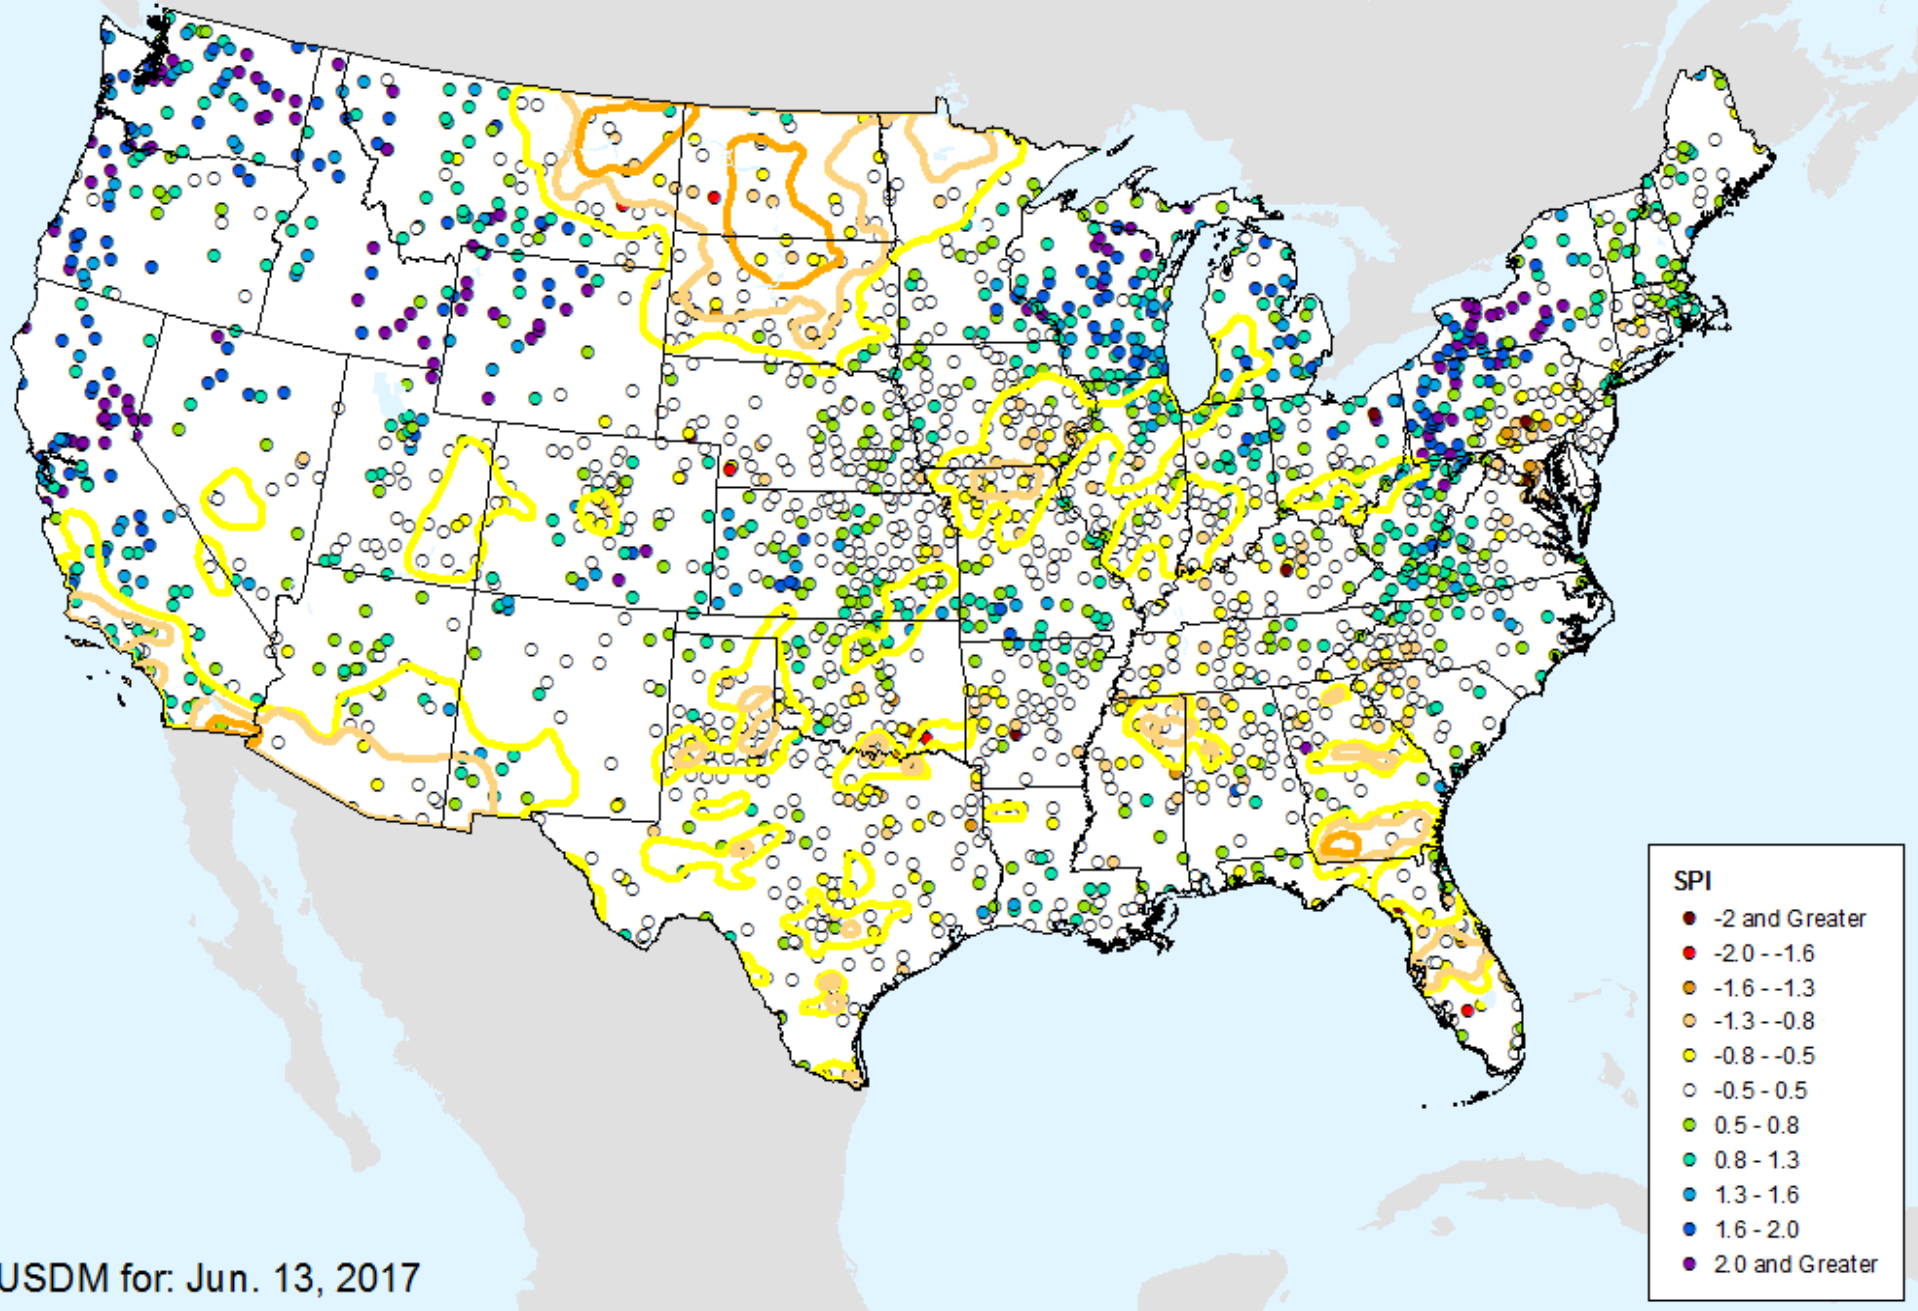 SPI
-2 and Greater
-2.0 - -1.6
-1.6 - -1.3
-1.3 - -0.8
-0.8 - -0.5
-0.5 - 0.5
0.5 - 0.8
0.8 - 1.3
1.3 - 1.6
1.6 - 2.0
2.0 and Greater
USDM for: Jun. 13, 2017